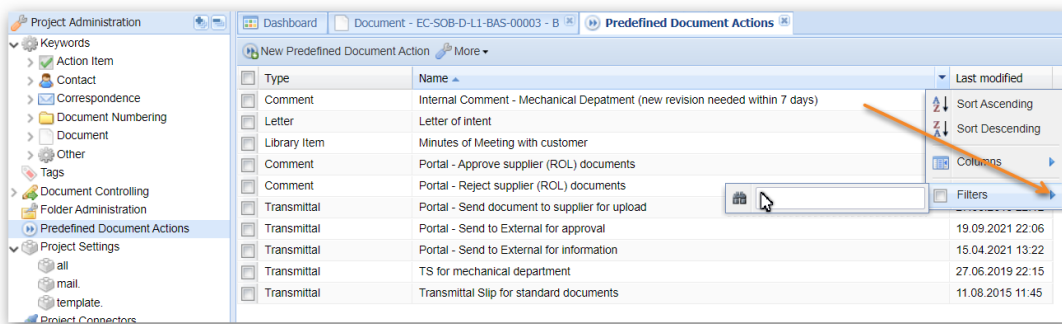 Project Administration
Keywords
Action Item
Contact
Correspondence
Document Numbering
Document
Other
Tags
Document Controlling
Folder Administration
Predefined Document Actions
Project Settings
all
mail.
template.
Project Connectors
Dashboard Document - EC-SOB-D-L1-BAS-00003 - B Predefined Document Actions
New Predefined Document Action More
Type Name Last modified
Comment Internal Comment - Mechanical Depatment (new revision needed within 7 days)
Letter Letter of intent
Library Item Minutes of Meeting with customer
Comment Portal - Approve supplier (ROL) documents
Comment Portal - Reject supplier (ROL) documents
Transmittal Portal - Send document to supplier for upload
Transmittal Portal - Send to External for approval 19.09.2021 22:06
Transmittal Portal - Send to External for information 15.04.2021 13:22
Transmittal TS for mechanical department 27.06.2019 22:15
Transmittal Transmittal Slip for standard documents 11.08.2015 11:45
Sort Ascending
Sort Descending
Columns
Filters